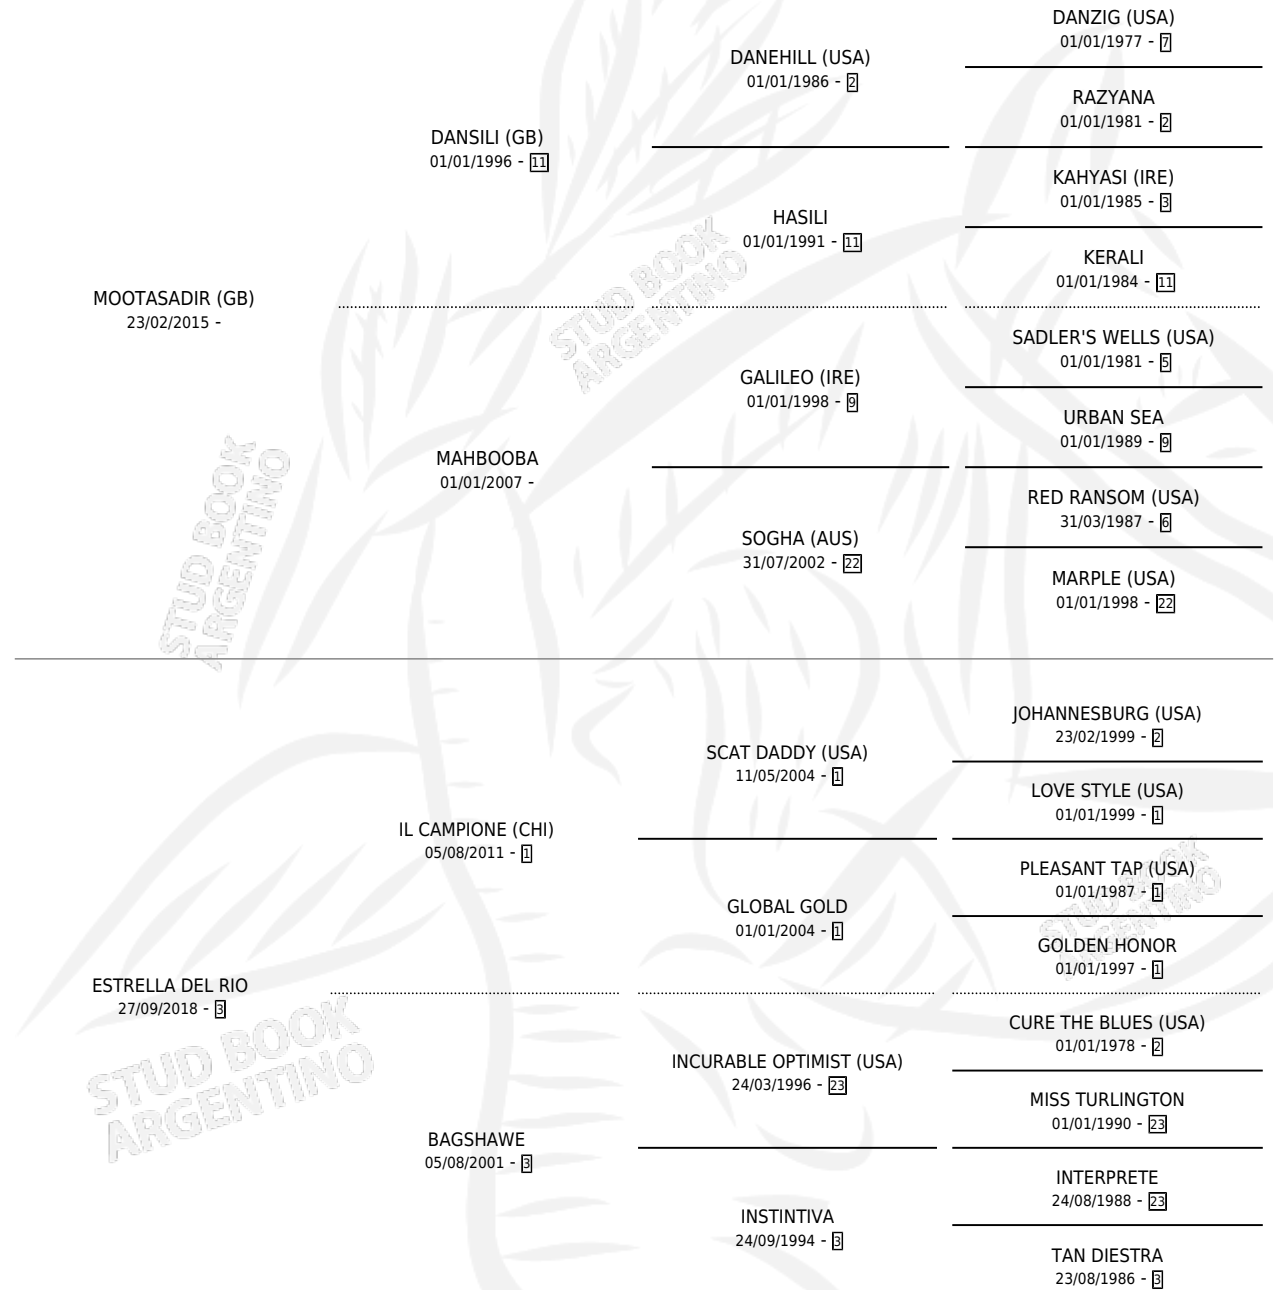 DANZIG (USA)
01/01/1977 - 7
DANEHILL (USA)
01/01/1986 - 2
RAZYANA
01/01/1981 - 2
DANSILI (GB)
01/01/1996 - 11
KAHYASI (IRE)
01/01/1985 - 3
HASILI
01/01/1991 - 11
KERALI
01/01/1984 - 11
MOOTASADIR (GB)
23/02/2015 -
SADLER'S WELLS (USA)
01/01/1981 - 5
GALILEO (IRE)
01/01/1998 - 9
URBAN SEA
01/01/1989 - 9
MAHBOOBA
01/01/2007 -
RED RANSOM (USA)
31/03/1987 - 6
SOGHA (AUS)
31/07/2002 - 22
MARPLE (USA)
01/01/1998 - 22
JOHANNESBURG (USA)
23/02/1999 - 2
SCAT DADDY (USA)
11/05/2004 - 1
LOVE STYLE (USA)
01/01/1999 - 1
IL CAMPIONE (CHI)
05/08/2011 - 1
PLEASANT TAP (USA)
01/01/1987 - 1
GLOBAL GOLD
01/01/2004 - 1
GOLDEN HONOR
01/01/1997 - 1
ESTRELLA DEL RIO
27/09/2018 - 3
CURE THE BLUES (USA)
01/01/1978 - 2
INCURABLE OPTIMIST (USA)
24/03/1996 - 23
MISS TURLINGTON
01/01/1990 - 23
BAGSHAWE
05/08/2001 - 3
INTERPRETE
24/08/1988 - 23
INSTINTIVA
24/09/1994 - 3
TAN DIESTRA
23/08/1986 - 3
STUD BOOK
ARGENTINO
STUD BOOK
ARGENTINO
STUD BOOK
ARGENTINO
STUD BOOK
ARGENTINO